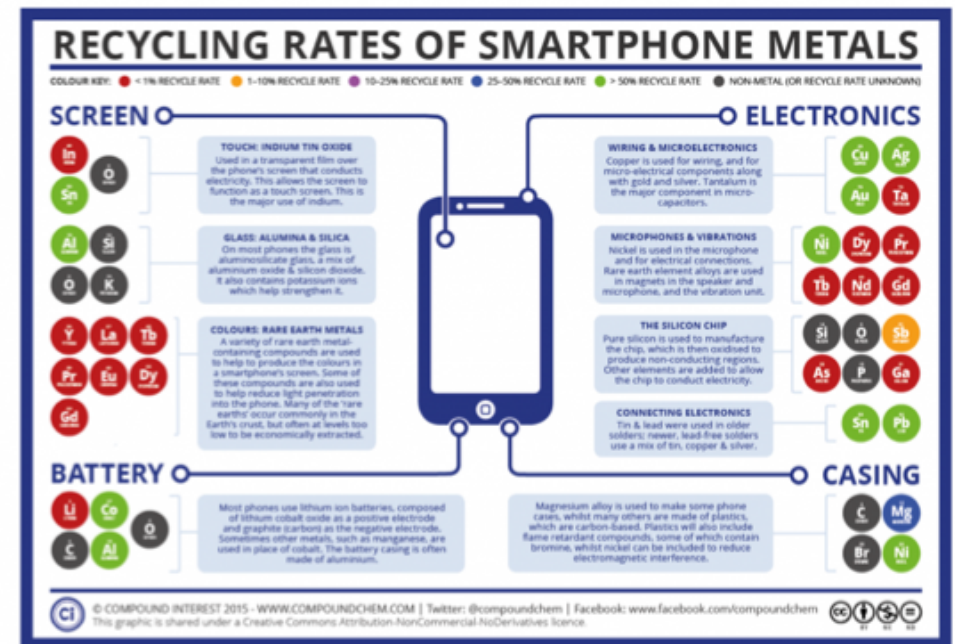 RECYCLING RATES OF SMARTPHONE METALS
COLOUR KEY: < 1% RECYCLE RATE 1–10% RECYCLE RATE 10–25% RECYCLE RATE 25–50% RECYCLE RATE > 50% RECYCLE RATE NON-METAL (OR RECYCLE RATE UNKNOWN)
SCREEN
In
O
Sn
TOUCH: INDIUM TIN OXIDE
Used in a transparent film over
the phone's screen that conducts
electricity. This allows the screen to
function as a touch screen. This is
the major use of indium.
Al Si
O K
GLASS: ALUMINA & SILICA
On most phones the glass is
aluminosilicate glass, a mix of
aluminium oxide & silicon dioxide.
It also contains potassium ions
which help strengthen it.
Y La Tb
Pr Eu Dy
Gd
COLOURS: RARE EARTH METALS
A variety of rare earth metal-
containing compounds are used
to help to produce the colours in
a smartphone's screen. Some of
these compounds are also used
to help reduce light penetration
into the phone. Many of the 'rare
earths' occur commonly in the
Earth's crust, but often at levels too
low to be economically extracted.
ELECTRONICS
WIRING & MICROELECTRONICS
Copper is used for wiring, and for
micro-electrical components along
with gold and silver. Tantalum is
the major component in micro-
capacitors.
Cu Ag
Au Ta
MICROPHONES & VIBRATIONS
Nickel is used in the microphone
and for electrical connections.
Rare earth element alloys are used
in magnets in the speaker and
microphone, and the vibration unit.
Ni Dy Pr
Tb Nd Gd
THE SILICON CHIP
Pure silicon is used to manufacture
the chip, which is then oxidised to
produce non-conducting regions.
Other elements are added to allow
the chip to conduct electricity.
Si O Sb
As P Ga
CONNECTING ELECTRONICS
Tin & lead were used in older
solders; newer, lead-free solders
use a mix of tin, copper & silver.
Sn Pb
BATTERY
Li Co
O
C Al
Most phones use lithium ion batteries, composed
of lithium cobalt oxide as a positive electrode
and graphite (carbon) as the negative electrode.
Sometimes other metals, such as manganese, are
used in place of cobalt. The battery casing is often
made of aluminium.
CASING
Magnesium alloy is used to make some phone
cases, whilst many others are made of plastics,
which are carbon-based. Plastics will also include
flame retardant compounds, some of which contain
bromine, whilst nickel can be included to reduce
electromagnetic interference.
C Mg
Br Ni
Ci
© COMPOUND INTEREST 2015 - WWW.COMPOUNDCHEM.COM | Twitter: @compoundchem | Facebook: www.facebook.com/compoundchem
This graphic is shared under a Creative Commons Attribution-NonCommercial-NoDerivatives licence.
cc